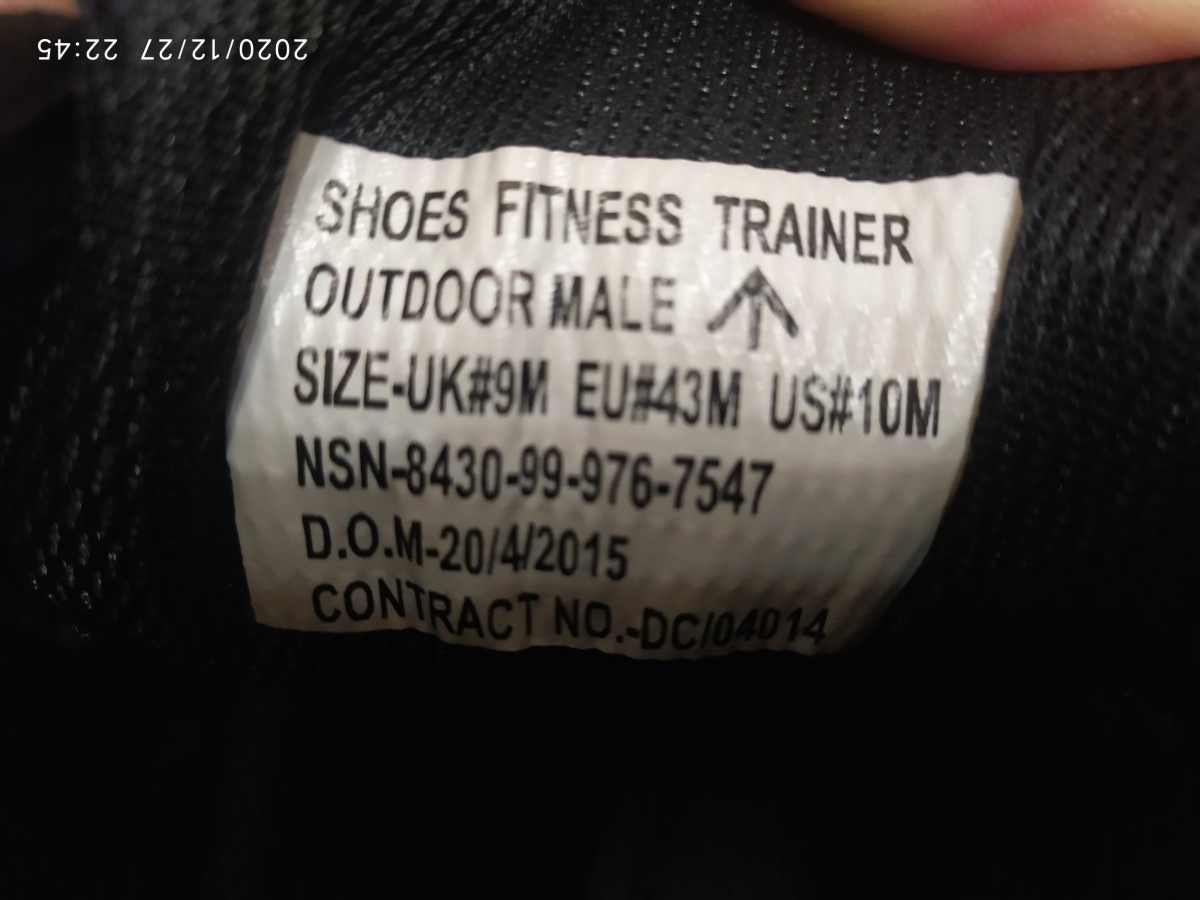 2020/12/27 22:45
SHOES FITNESS TRAINER
OUTDOOR MALE
SIZE-UK#9M EU#43M US#10M
NSN-8430-99-976-7547
D.O.M-20/4/2015
CONTRACT NO.-DC/04014